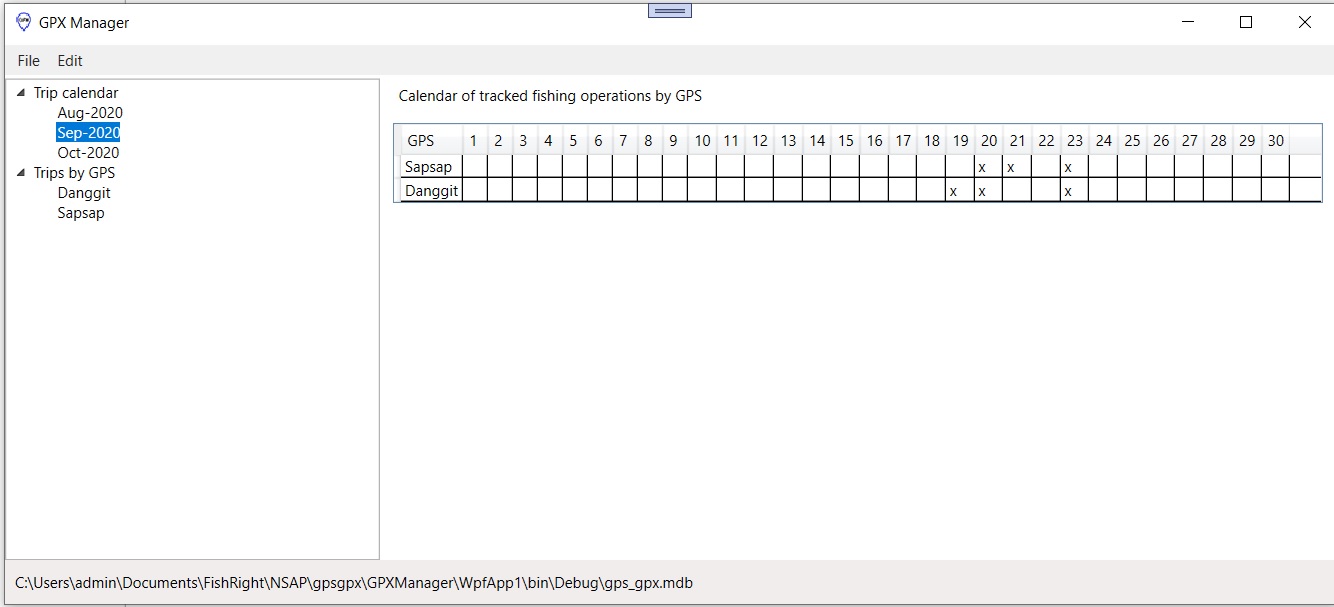 GPX Manager
File Edit
Trip calendar
Aug-2020
Sep-2020
Oct-2020
Trips by GPS
Danggit
Sapsap
Calendar of tracked fishing operations by GPS
GPS 1 2 3 4 5 6 7 8 9 10 11 12 13 14 15 16 17 18 19 20 21 22 23 24 25 26 27 28 29 30
Sapsap x x x
Danggit x x x
C:\Users\admin\Documents\FishRight\NSAP\gpsgpx\GPXManager\WpfApp1\bin\Debug\gps_gpx.mdb